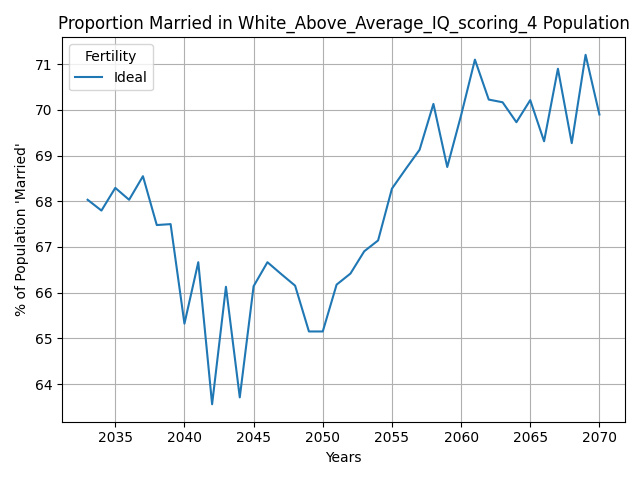 Proportion Married in White_Above_Average_IQ_scoring_4 Population
Fertility
Ideal
% of Population 'Married'
71
70
69
68
67
66
65
64
2035 2040 2045 2050 2055 2060 2065 2070
Years